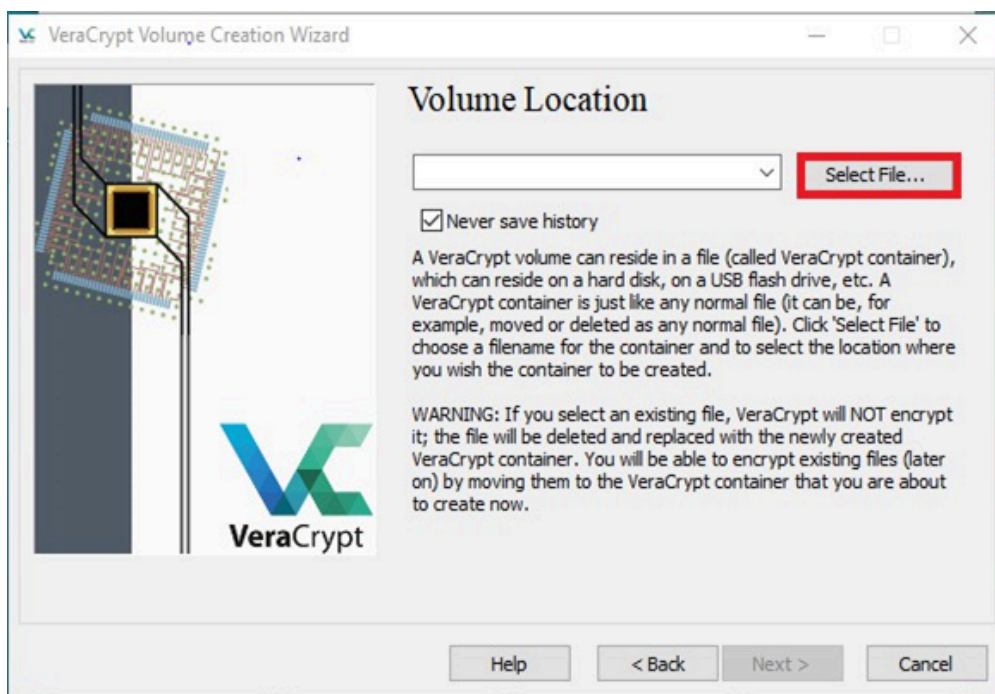 VeraCrypt Volume Creation Wizard
Volume Location
Select File...
Never save history
A VeraCrypt volume can reside in a file (called VeraCrypt container),
which can reside on a hard disk, on a USB flash drive, etc. A
VeraCrypt container is just like any normal file (it can be, for
example, moved or deleted as any normal file). Click 'Select File' to
choose a filename for the container and to select the location where
you wish the container to be created.
WARNING: If you select an existing file, VeraCrypt will NOT encrypt
it; the file will be deleted and replaced with the newly created
VeraCrypt container. You will be able to encrypt existing files (later
on) by moving them to the VeraCrypt container that you are about
to create now.
VeraCrypt
Help
< Back
Next >
Cancel